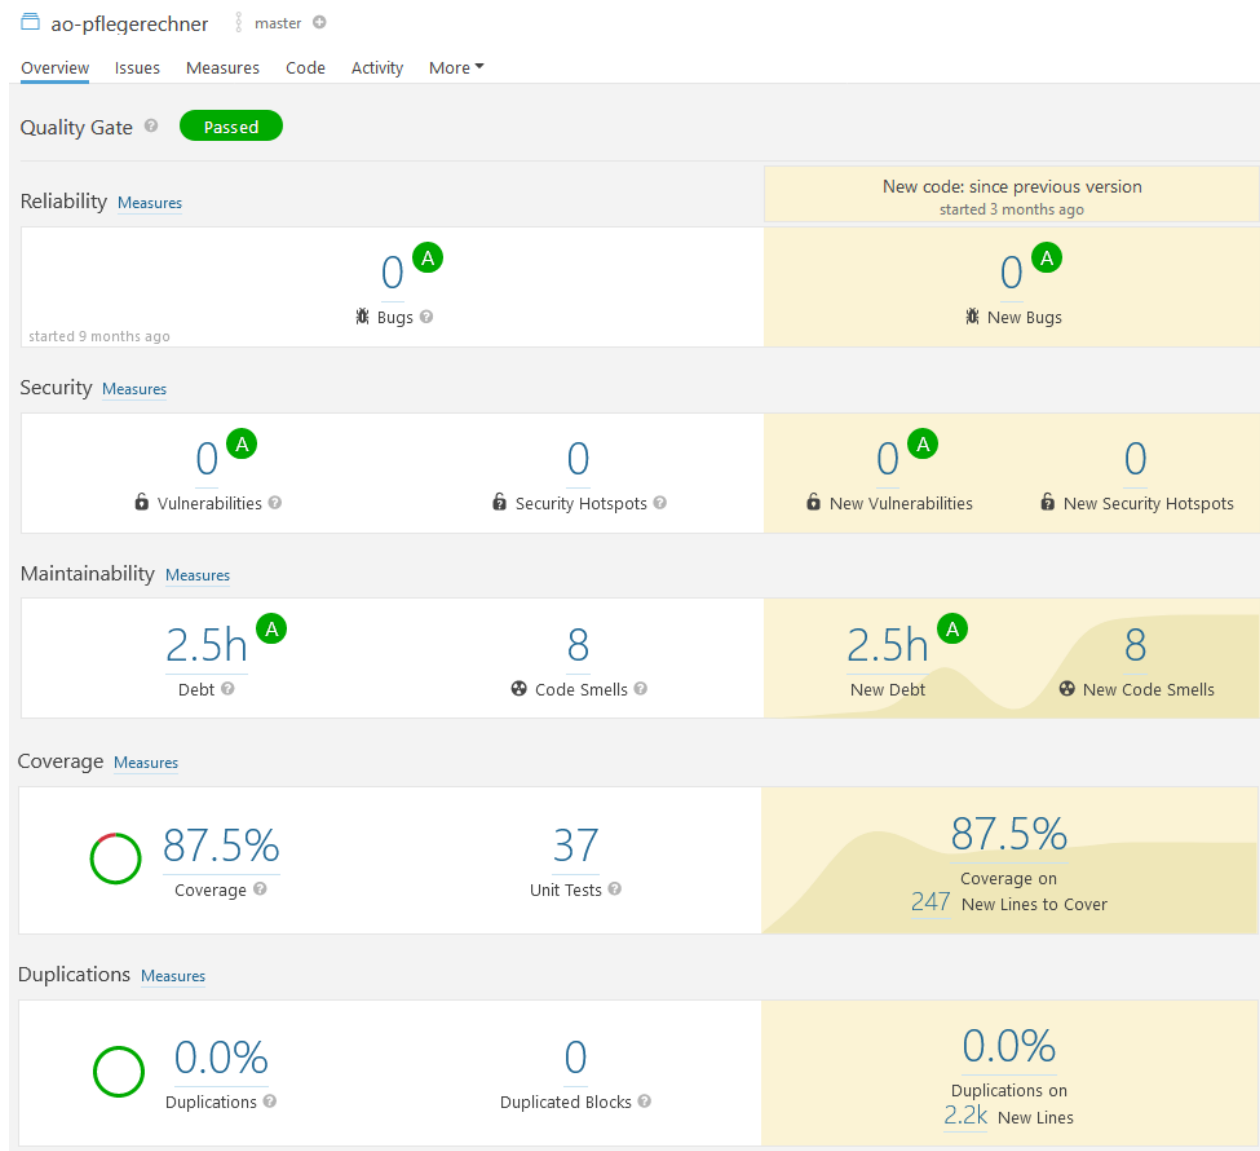 ao-pflegerechner master
Overview Issues Measures Code Activity More
Quality Gate ? Passed
New code: since previous version
started 3 months ago
Reliability Measures
0 A
Bugs ?
started 9 months ago
0 A
New Bugs
Security Measures
0 A
Vulnerabilities ?
0
Security Hotspots ?
0 A
New Vulnerabilities
0
New Security Hotspots
Maintainability Measures
2.5h A
Debt ?
8
Code Smells ?
2.5h A
New Debt
8
New Code Smells
Coverage Measures
87.5%
Coverage ?
37
Unit Tests ?
87.5%
Coverage on
247 New Lines to Cover
Duplications Measures
0.0%
Duplications ?
0
Duplicated Blocks ?
0.0%
Duplications on
2.2k New Lines